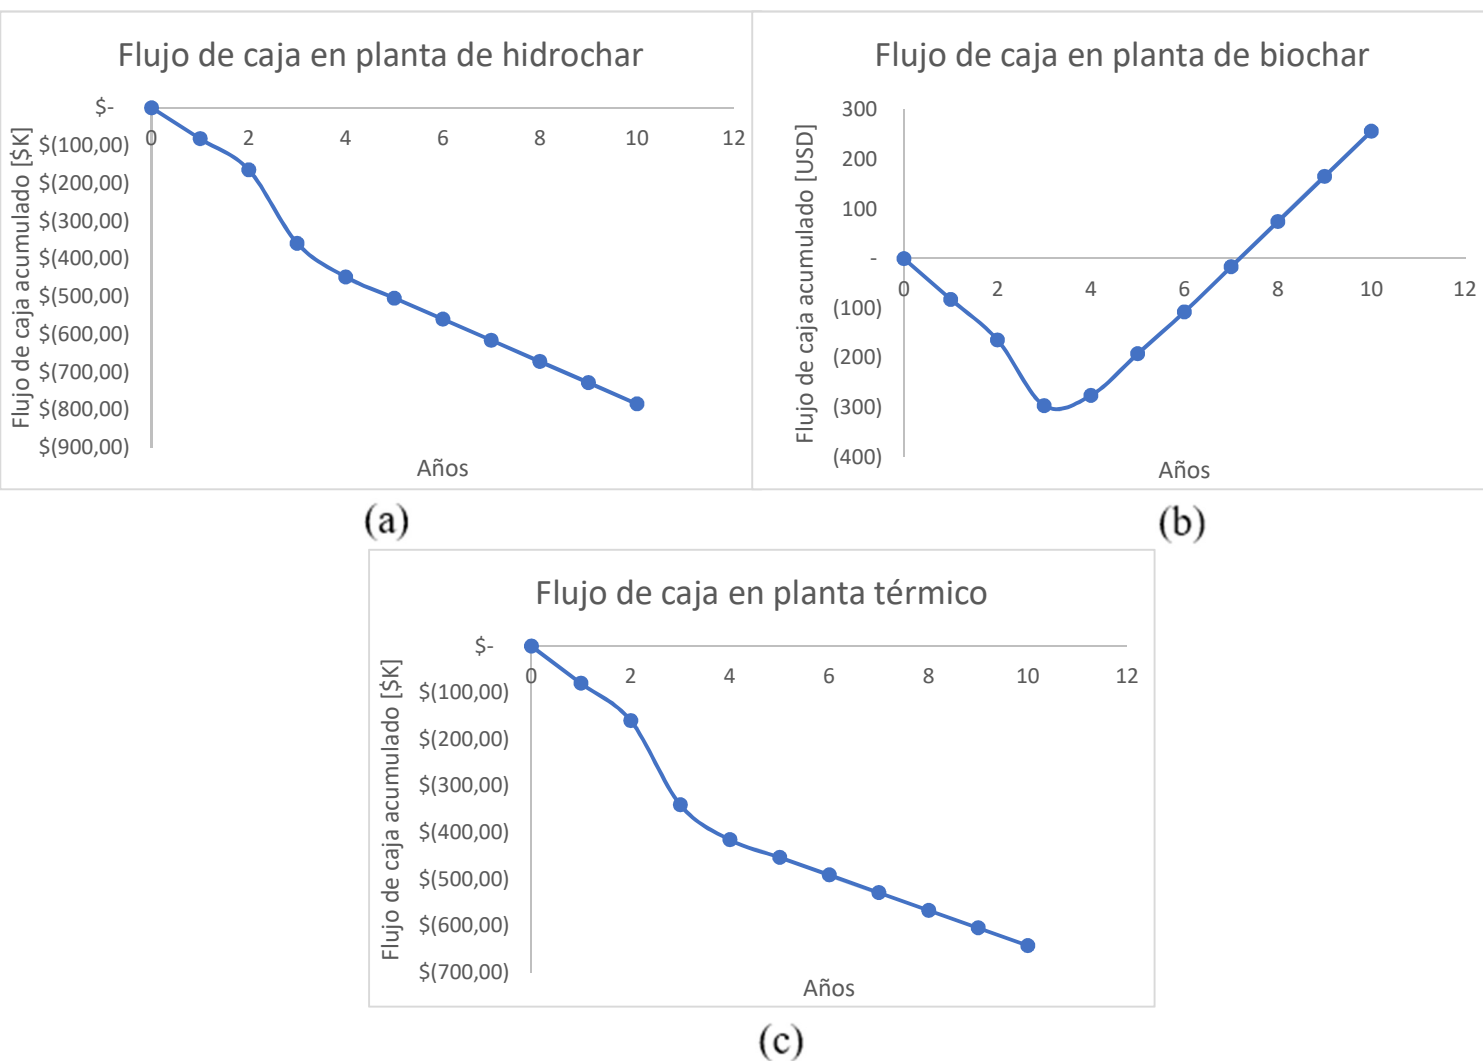 Flujo de caja en planta de hidrochar
Flujo de caja acumulado [$K]
$-
$(100,00)
$(200,00)
$(300,00)
$(400,00)
$(500,00)
$(600,00)
$(700,00)
$(800,00)
$(900,00)
0 2 4 6 8 10 12
Años
(a)
Flujo de caja en planta de biochar
Flujo de caja acumulado [USD]
300
200
100
-
(100)
(200)
(300)
(400)
0 2 4 6 8 10 12
Años
(b)
Flujo de caja en planta térmico
Flujo de caja acumulado [$K]
$-
$(100,00)
$(200,00)
$(300,00)
$(400,00)
$(500,00)
$(600,00)
$(700,00)
0 2 4 6 8 10 12
Años
(c)